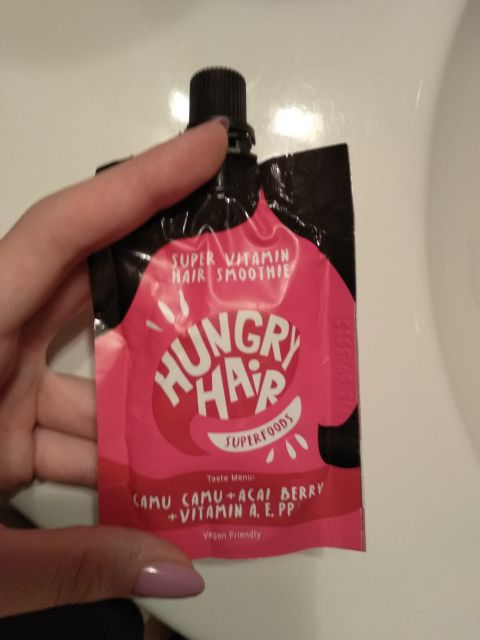 SUPER VITAMIN
HAIR SMOOTHIE
HUNGRY
HAiR
SUPERFOODS
Taste Menu:
CAMU CAMU + ACAI BERRY
+ VITAMIN A, E, PP
Vegan Friendly